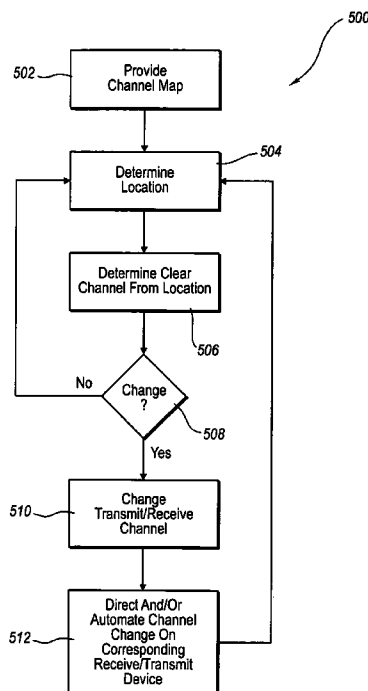 500
502
Provide
Channel Map
504
Determine
Location
Determine Clear
Channel From Location
506
No
Change
?
508
Yes
510
Change
Transmit/Receive
Channel
512
Direct And/Or
Automate Channel
Change On
Corresponding
Receive/Transmit
Device